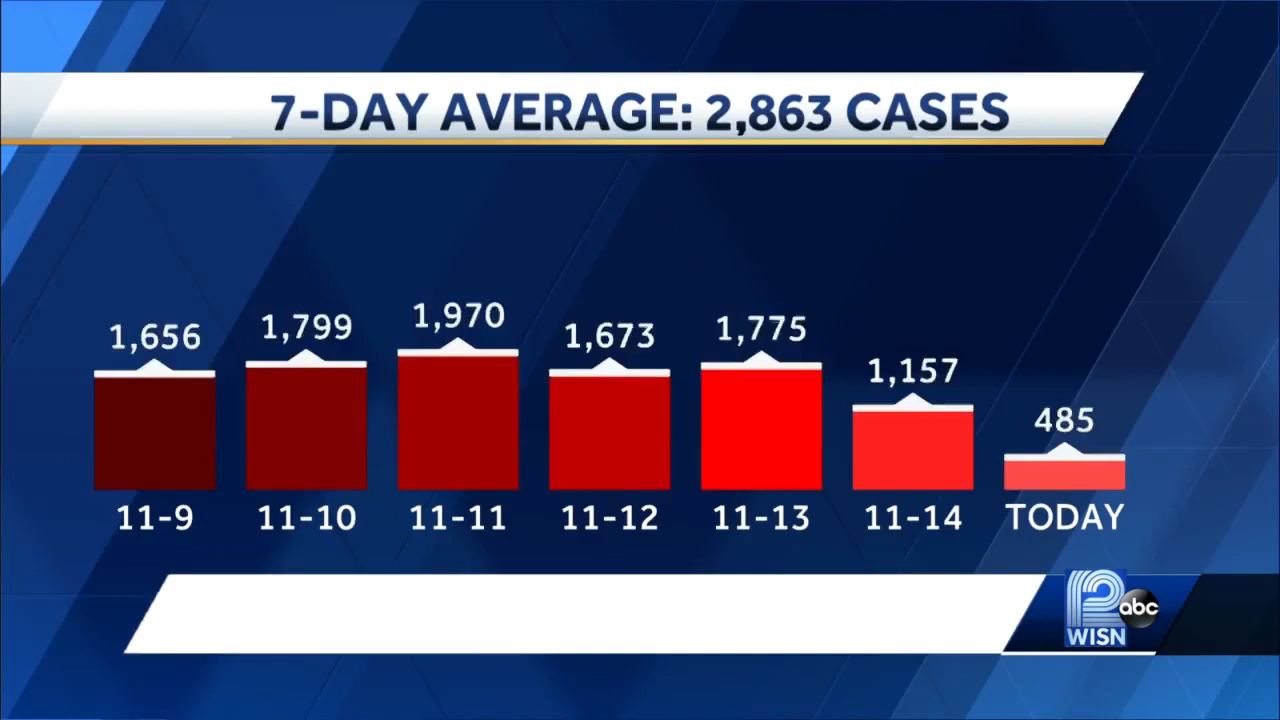 7-DAY AVERAGE: 2,863 CASES
1,656 1,799 1,970 1,673 1,775 1,157 485
11-9 11-10 11-11 11-12 11-13 11-14 TODAY
12 abc
WISN